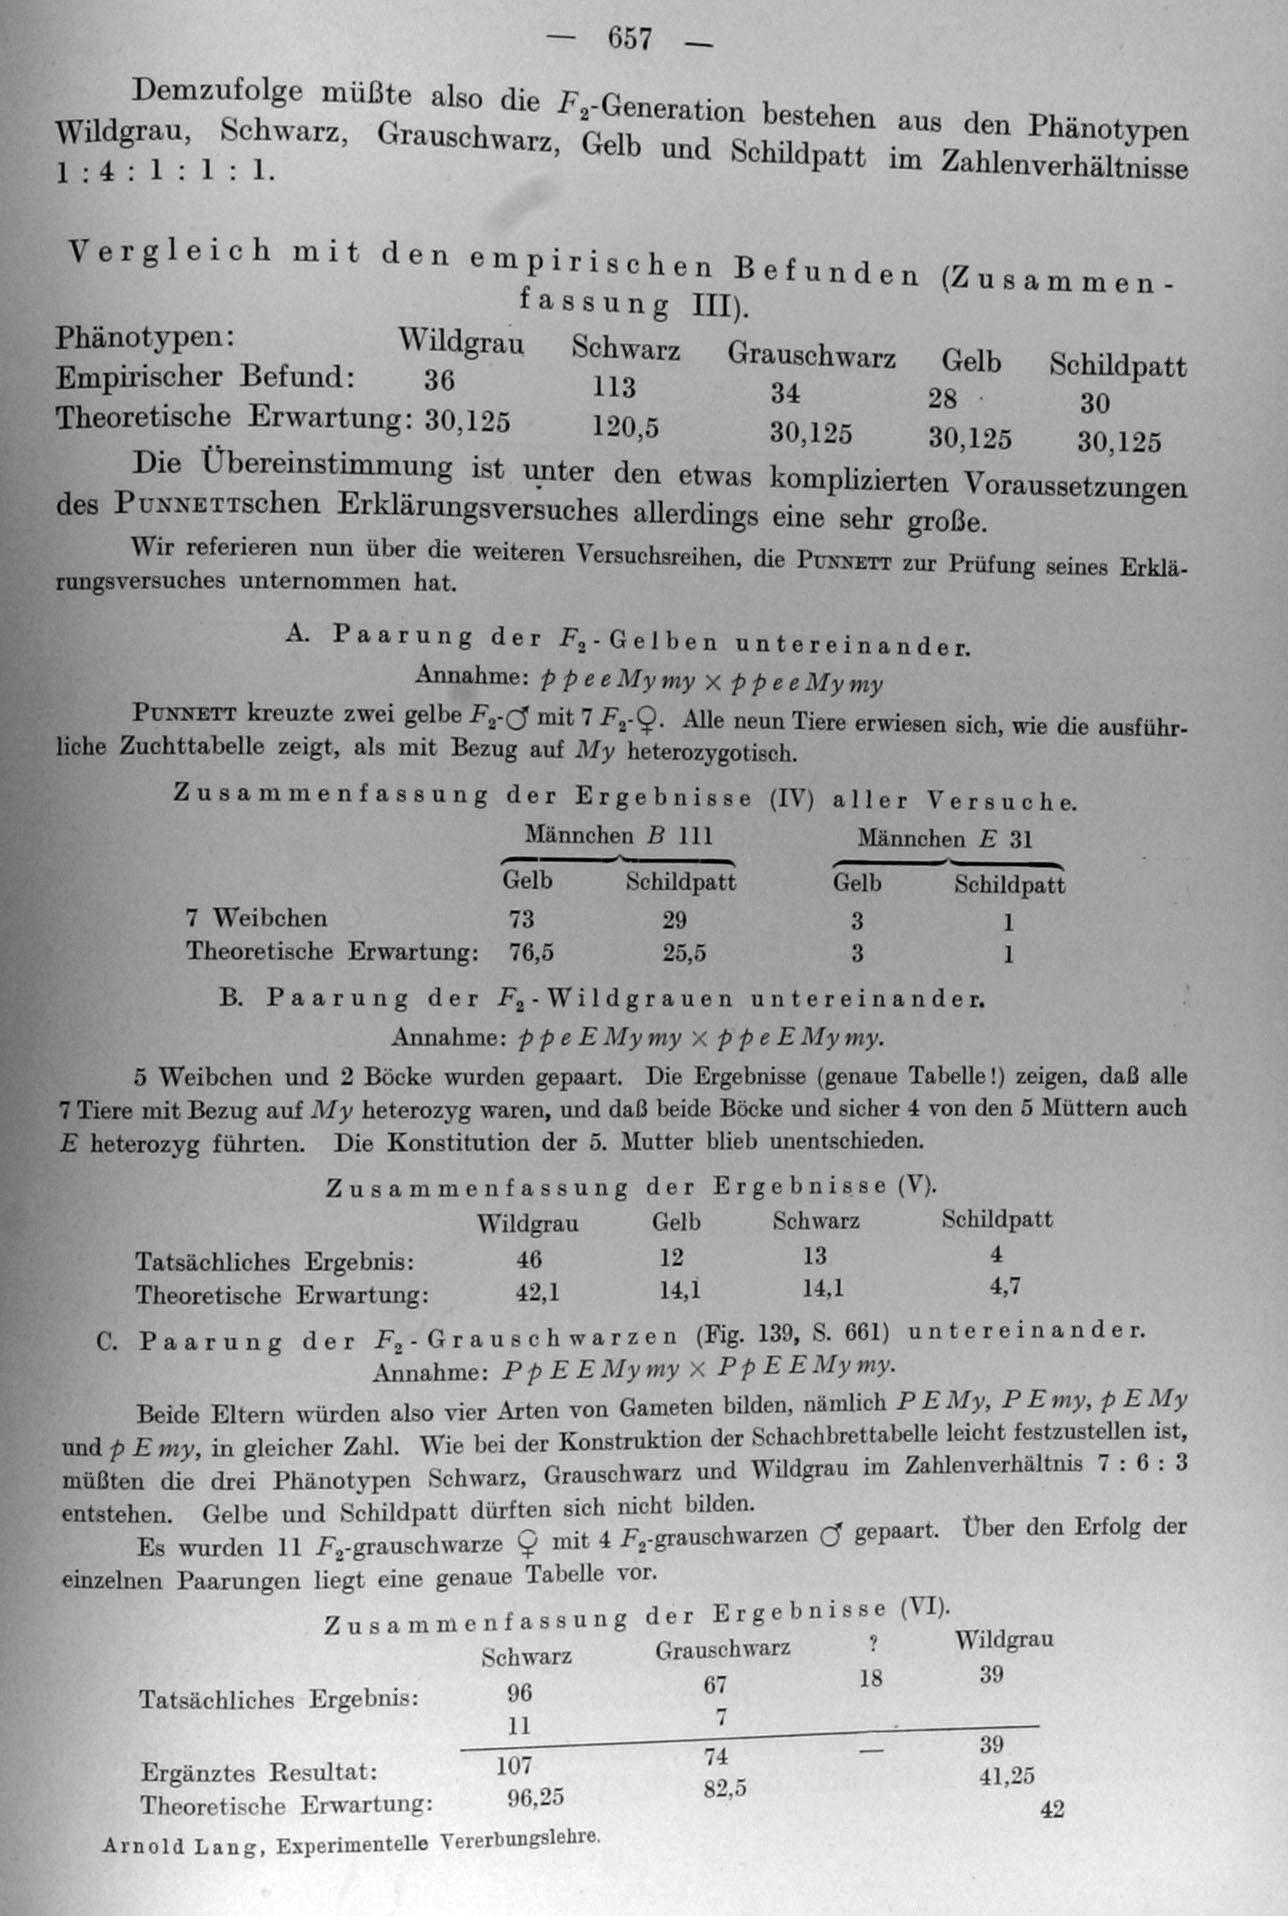 — 657 —
Demzufolge müßte also die F₂-Generation bestehen aus den Phänotypen
Wildgrau, Schwarz, Grauschwarz, Gelb und Schildpatt im Zahlenverhältnisse
1 : 4 : 1 : 1 : 1.
Vergleich mit den empirischen Befunden (Zusammen-
fassung III).
Phänotypen: Wildgrau Schwarz Grauschwarz Gelb Schildpatt
Empirischer Befund: 36 113 34 28 30
Theoretische Erwartung: 30,125 120,5 30,125 30,125 30,125
Die Übereinstimmung ist unter den etwas komplizierten Voraussetzungen
des PUNNETTschen Erklärungsversuches allerdings eine sehr große.
Wir referieren nun über die weiteren Versuchsreihen, die PUNNETT zur Prüfung seines Erklä-
rungsversuches unternommen hat.
A. Paarung der F₂-Gelben untereinander.
Annahme: p p e e My my × p p e e My my
PUNNETT kreuzte zwei gelbe F₂-♂ mit 7 F₂-♀. Alle neun Tiere erwiesen sich, wie die ausführ-
liche Zuchttabelle zeigt, als mit Bezug auf My heterozygotisch.
Zusammenfassung der Ergebnisse (IV) aller Versuche.
Männchen B 111 Männchen E 31
Gelb Schildpatt Gelb Schildpatt
7 Weibchen 73 29 3 1
Theoretische Erwartung: 76,5 25,5 3 1
B. Paarung der F₂-Wildgrauen untereinander.
Annahme: p p e E My my × p p e E My my.
5 Weibchen und 2 Böcke wurden gepaart. Die Ergebnisse (genaue Tabelle!) zeigen, daß alle
7 Tiere mit Bezug auf My heterozyg waren, und daß beide Böcke und sicher 4 von den 5 Müttern auch
E heterozyg führten. Die Konstitution der 5. Mutter blieb unentschieden.
Zusammenfassung der Ergebnisse (V).
Wildgrau Gelb Schwarz Schildpatt
Tatsächliches Ergebnis: 46 12 13 4
Theoretische Erwartung: 42,1 14,1 14,1 4,7
C. Paarung der F₂-Grauschwarzen (Fig. 139, S. 661) untereinander.
Annahme: P p E E My my × P p E E My my.
Beide Eltern würden also vier Arten von Gameten bilden, nämlich P E My, P E my, p E My
und p E my, in gleicher Zahl. Wie bei der Konstruktion der Schachbrettabelle leicht festzustellen ist,
müßten die drei Phänotypen Schwarz, Grauschwarz und Wildgrau im Zahlenverhältnis 7 : 6 : 3
entstehen. Gelbe und Schildpatt dürften sich nicht bilden.
Es wurden 11 F₂-grauschwarze ♀ mit 4 F₂-grauschwarzen ♂ gepaart. Über den Erfolg der
einzelnen Paarungen liegt eine genaue Tabelle vor.
Zusammenfassung der Ergebnisse (VI).
Schwarz Grauschwarz ? Wildgrau
Tatsächliches Ergebnis: 96 67 18 39
11 7
Ergänztes Resultat: 107 74 — 39
Theoretische Erwartung: 96,25 82,5 41,25
Arnold Lang, Experimentelle Vererbungslehre. 42